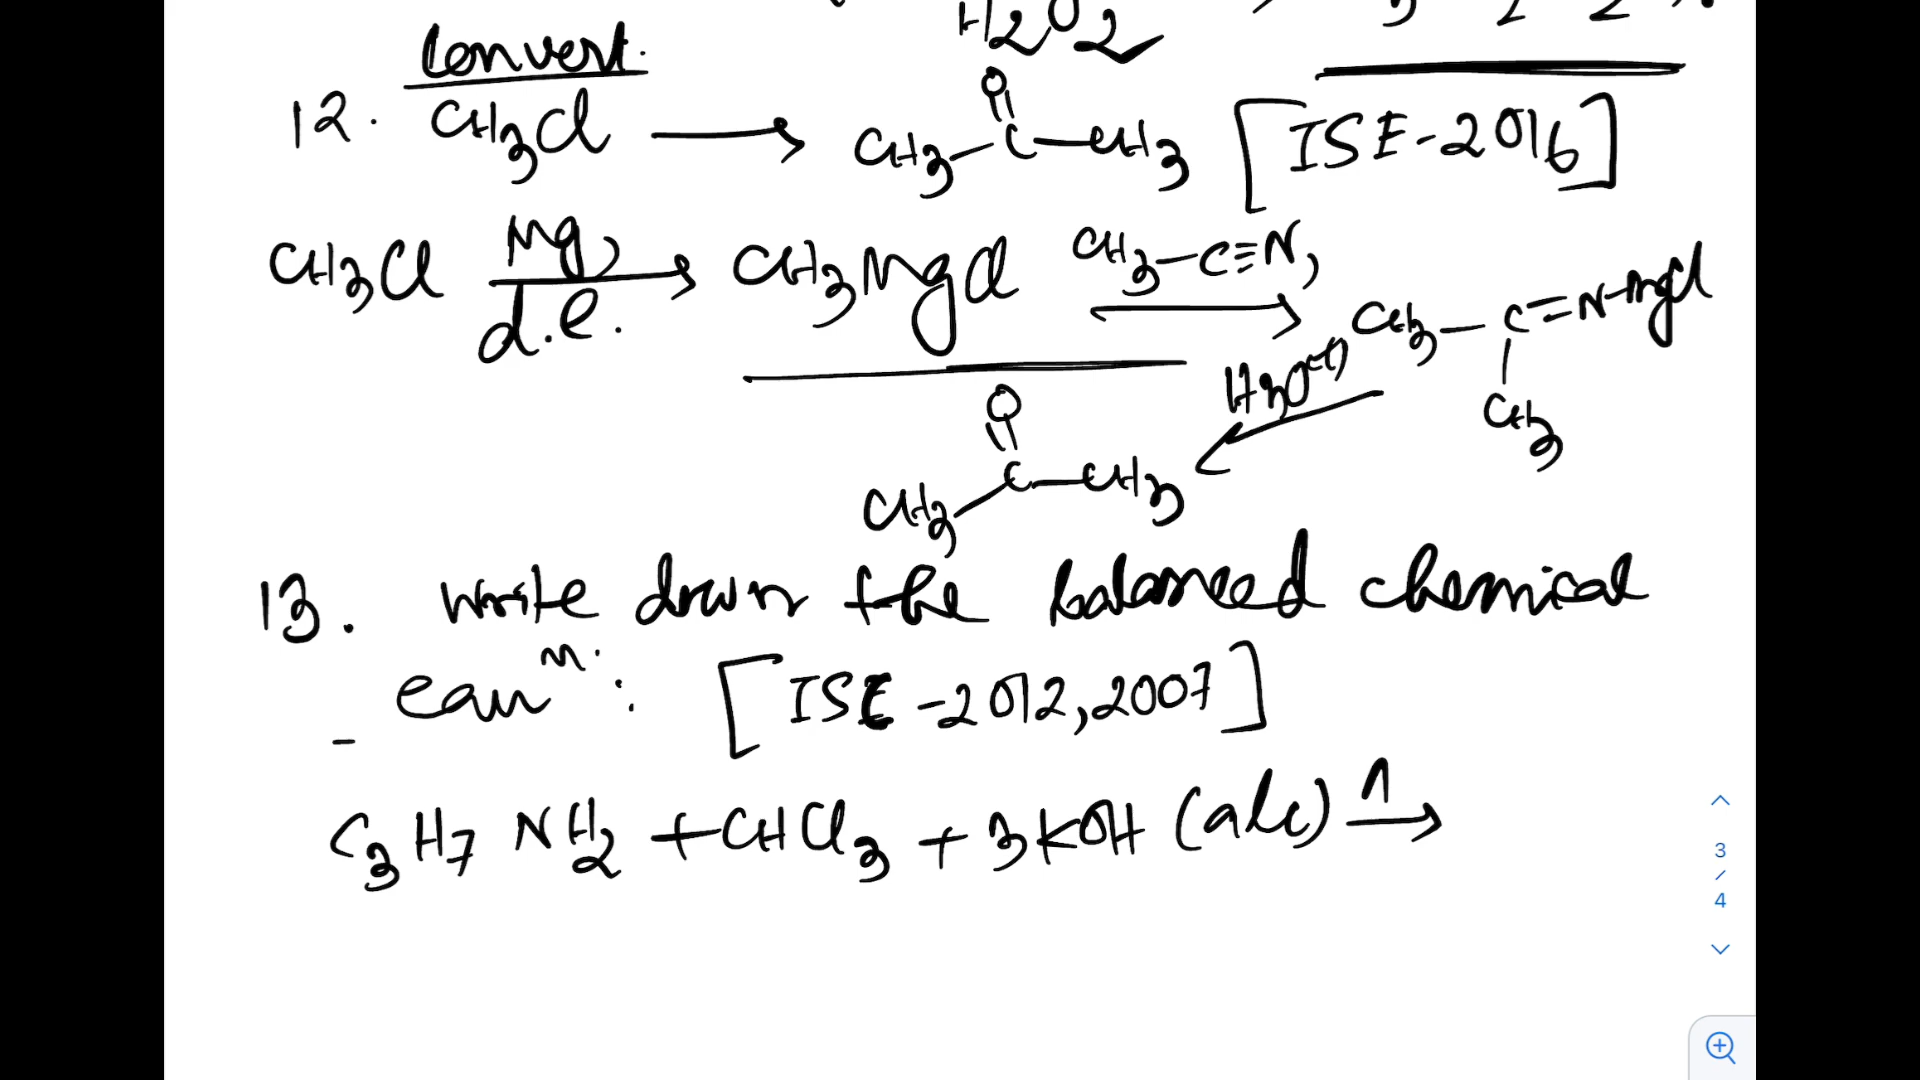 H2O2
Convert.
12. CH3Cl → CH3-C(=O)-CH3 [ISE-2016]
CH3Cl Mg, d.e. → CH3MgCl CH3-C≡N, → CH3-C(CH3)=N-MgCl
H3O(+)
CH3-C(=O)-CH3
13. Write down the balanced chemical
eqn n. : [ISE-2012, 2007]
C3H7NH2 + CHCl3 + 3KOH (alc) Δ →
3
/
4